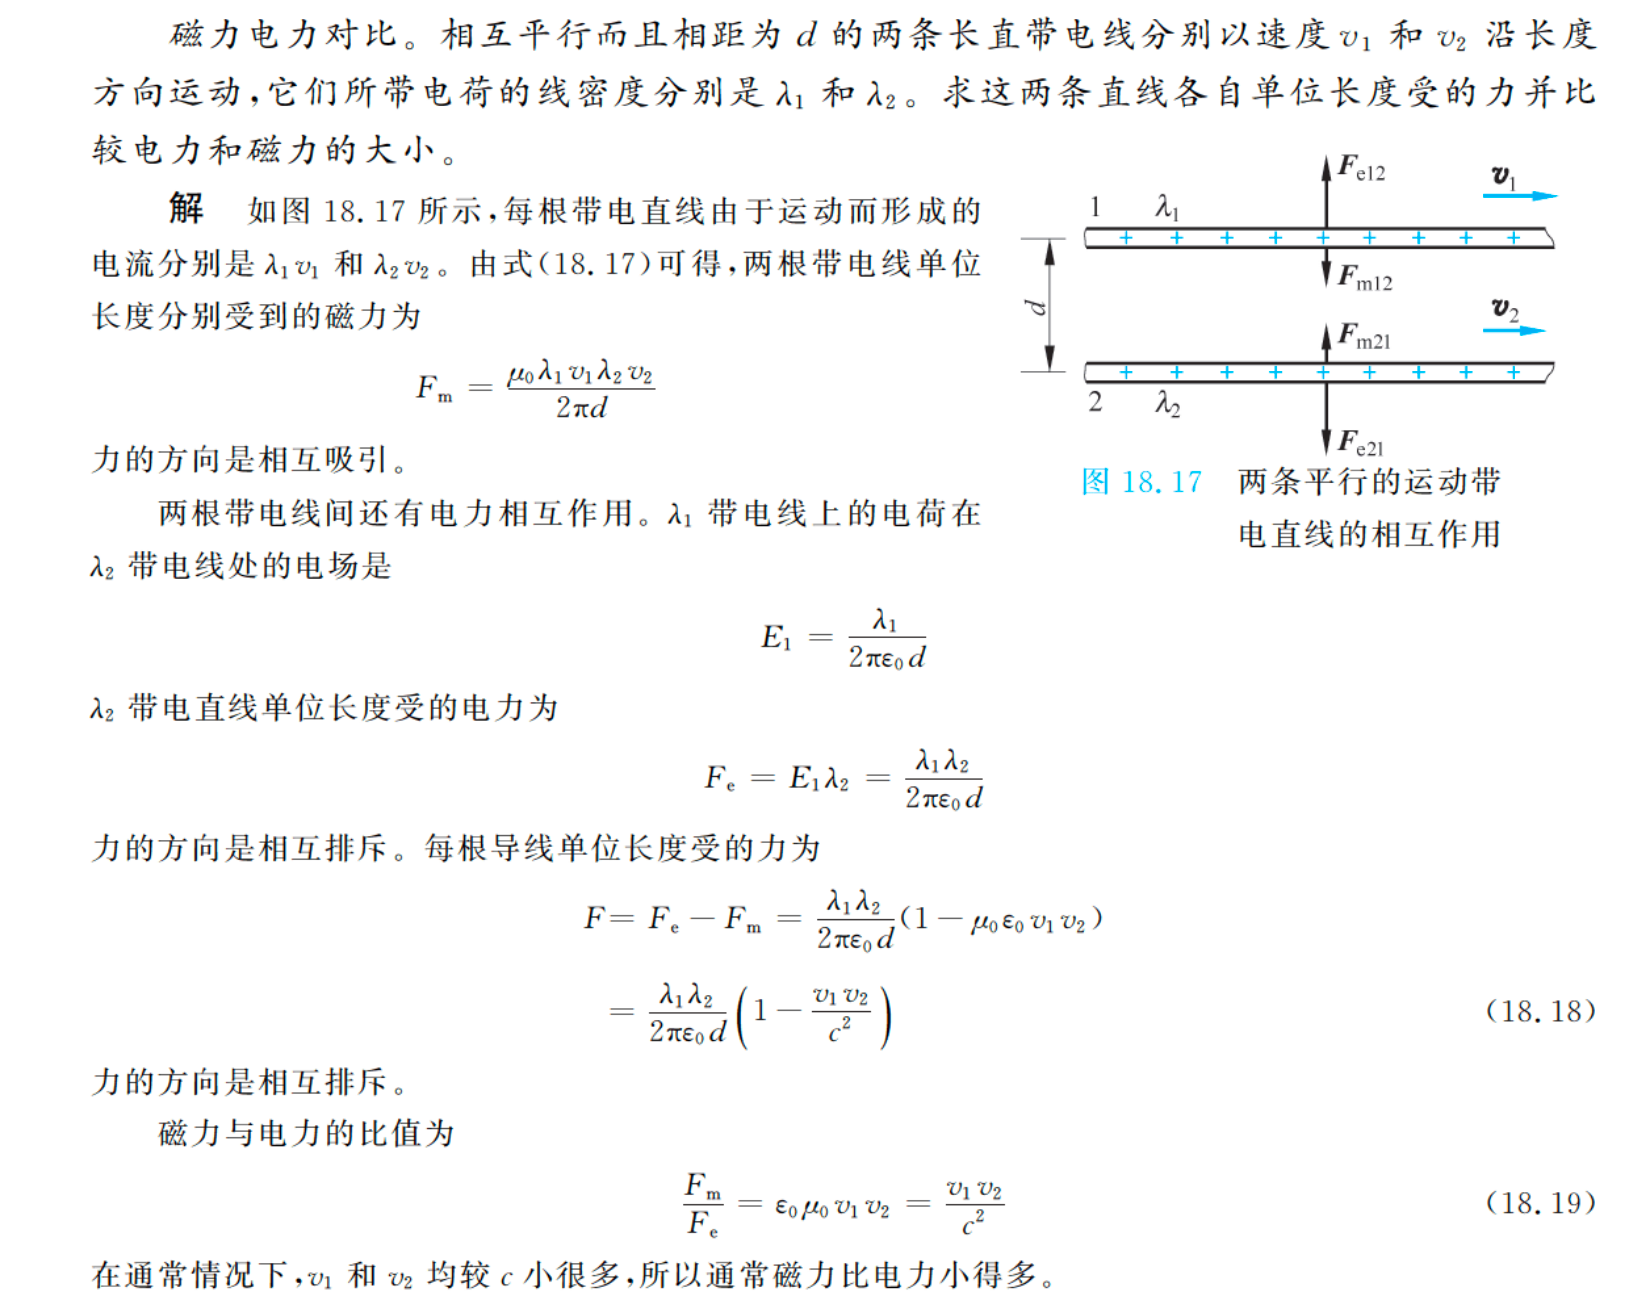 磁力电力对比。相互平行而且相距为 d 的两条长直带电线分别以速度 v₁ 和 v₂ 沿长度
方向运动,它们所带电荷的线密度分别是 λ₁ 和 λ₂。求这两条直线各自单位长度受的力并比
较电力和磁力的大小。
解 如图 18.17 所示,每根带电直线由于运动而形成的
电流分别是 λ₁v₁ 和 λ₂v₂。由式(18.17)可得,两根带电线单位
长度分别受到的磁力为
F_m = μ₀λ₁v₁λ₂v₂ / 2πd
力的方向是相互吸引。
两根带电线间还有电力相互作用。λ₁ 带电线上的电荷在
λ₂ 带电线处的电场是
F_e12
v₁
1 λ₁
F_m12
d
v₂
F_m21
2 λ₂
F_e21
图 18.17 两条平行的运动带
电直线的相互作用
E₁ = λ₁ / 2πε₀d
λ₂ 带电直线单位长度受的电力为
F_e = E₁λ₂ = λ₁λ₂ / 2πε₀d
力的方向是相互排斥。每根导线单位长度受的力为
F = F_e − F_m = λ₁λ₂ / 2πε₀d (1 − μ₀ε₀v₁v₂)
= λ₁λ₂ / 2πε₀d (1 − v₁v₂ / c²) (18.18)
力的方向是相互排斥。
磁力与电力的比值为
F_m / F_e = ε₀μ₀v₁v₂ = v₁v₂ / c² (18.19)
在通常情况下,v₁ 和 v₂ 均较 c 小很多,所以通常磁力比电力小得多。